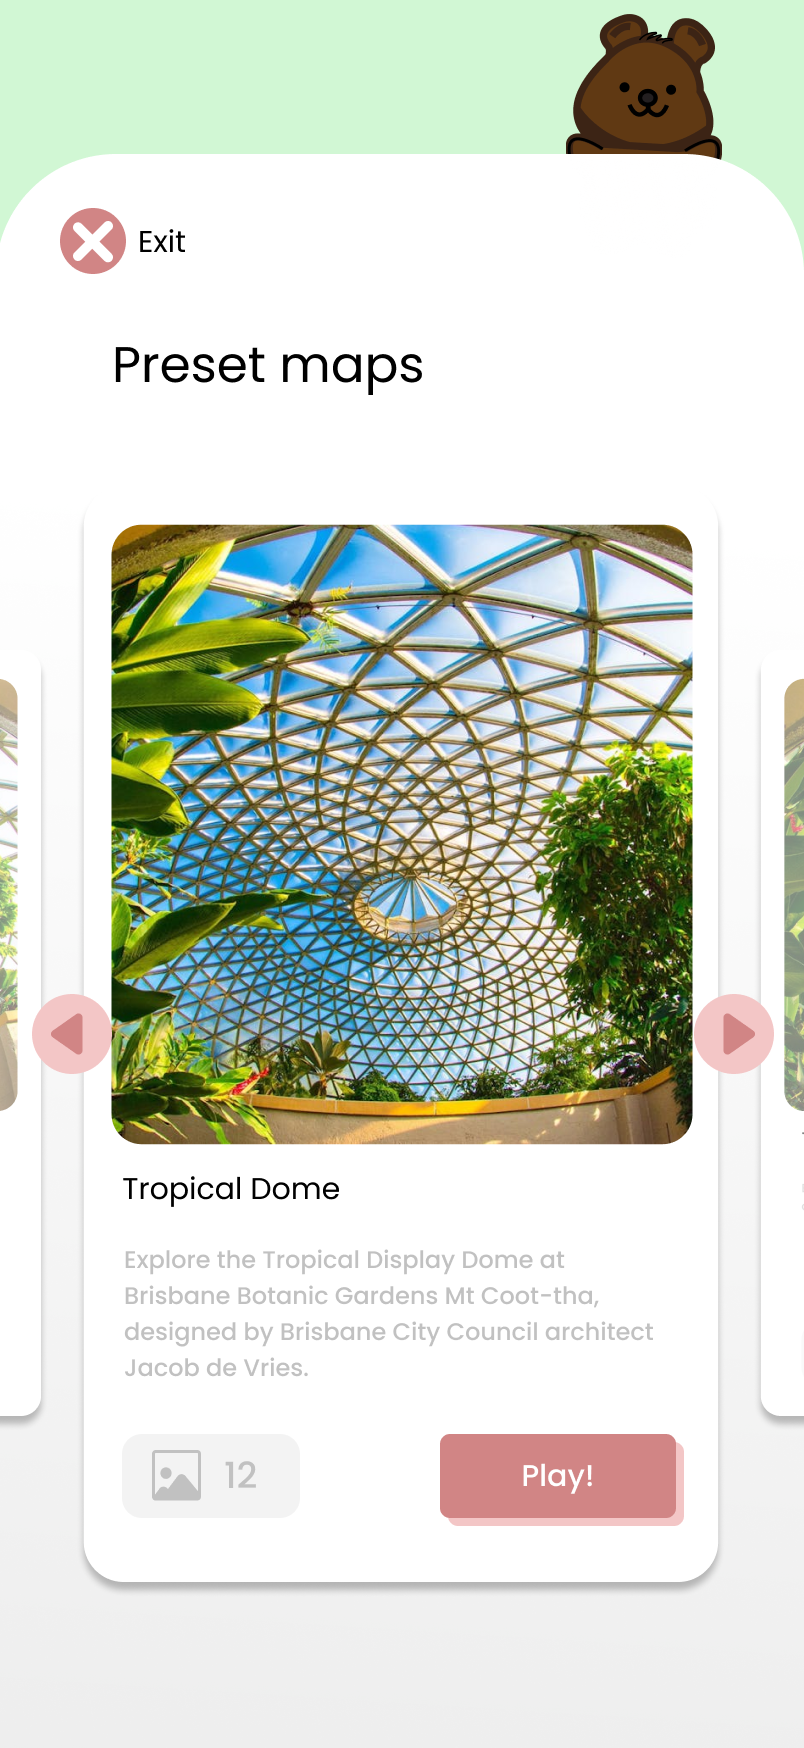 Exit
Preset maps
Tropical Dome
Explore the Tropical Display Dome at
Brisbane Botanic Gardens Mt Coot-tha,
designed by Brisbane City Council architect
Jacob de Vries.
12
Play!